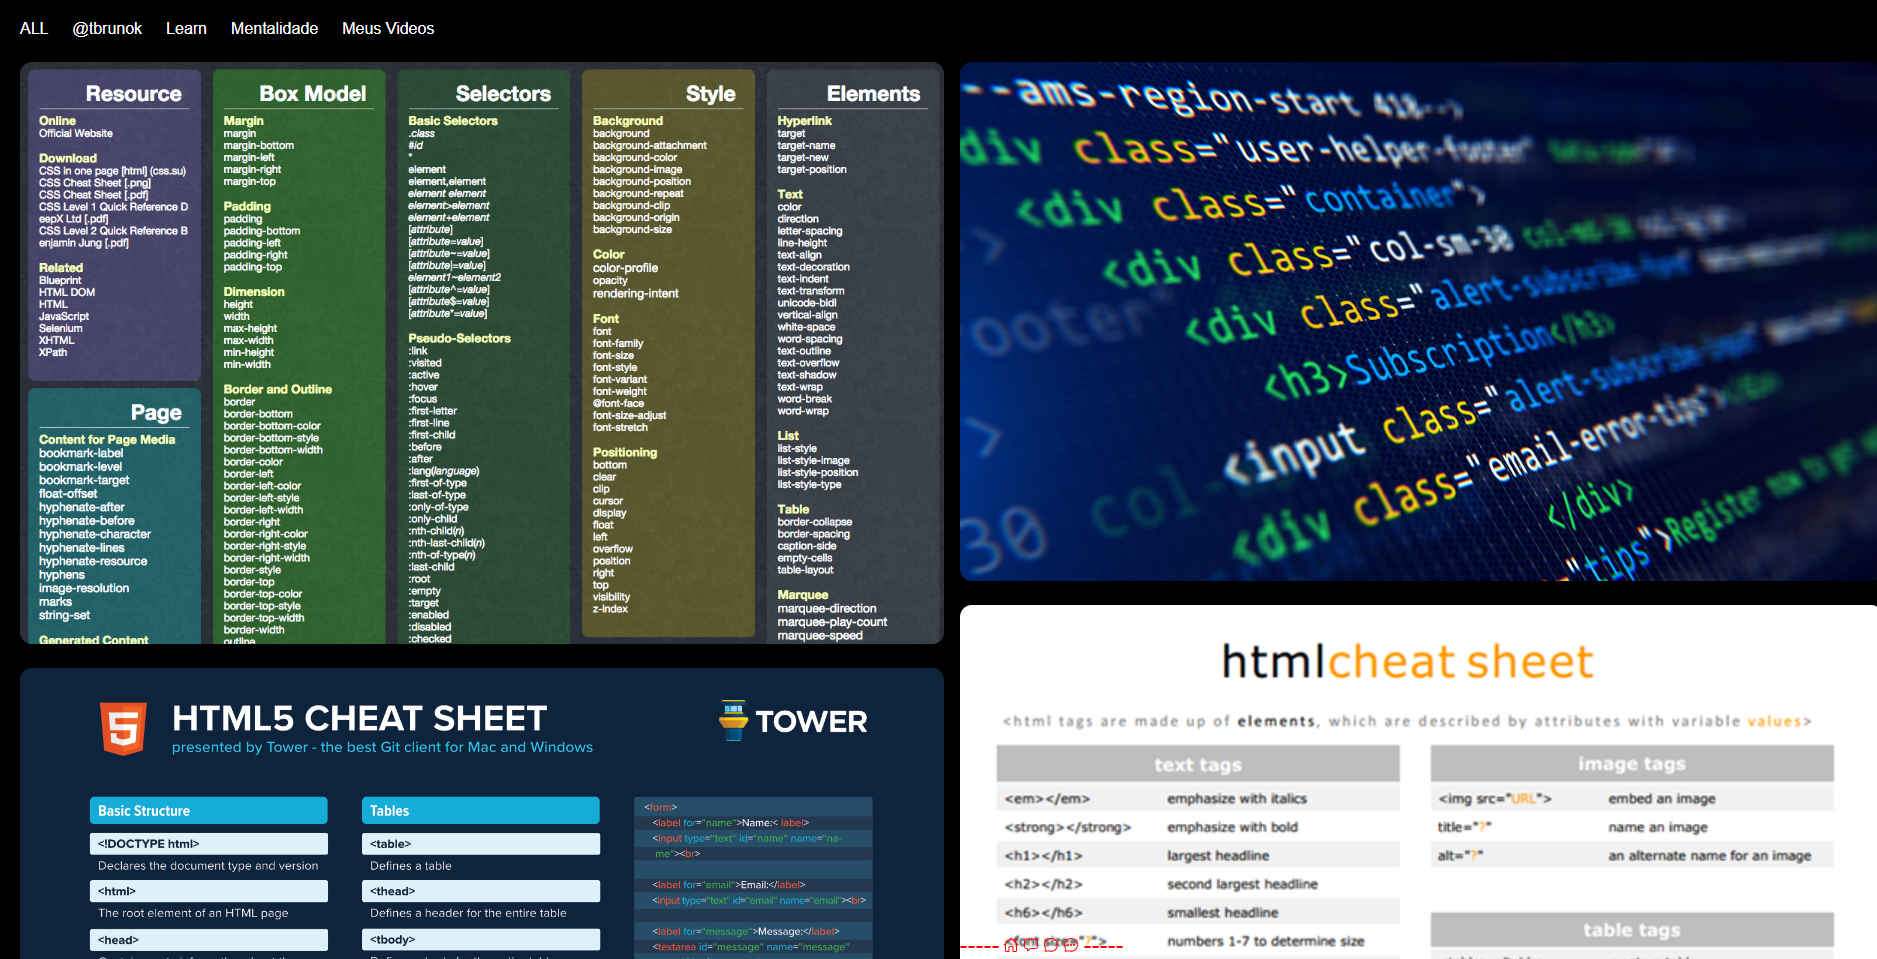 ALL @tbrunok Learn Mentalidade Meus Videos
Resource
Online
Official Website
Download
CSS in one page [html] (css.su)
CSS Cheat Sheet [.png]
CSS Cheat Sheet [.pdf]
CSS Level 1 Quick Reference D
eepX Ltd [.pdf]
CSS Level 2 Quick Reference B
enjamin Jung [.pdf]
Related
Blueprint
HTML DOM
HTML
JavaScript
Selenium
XHTML
XPath
Page
Content for Page Media
bookmark-label
bookmark-level
bookmark-target
float-offset
hyphenate-after
hyphenate-before
hyphenate-character
hyphenate-lines
hyphenate-resource
hyphens
image-resolution
marks
string-set
Generated Content
Box Model
Margin
margin
margin-bottom
margin-left
margin-right
margin-top
Padding
padding
padding-bottom
padding-left
padding-right
padding-top
Dimension
height
width
max-height
max-width
min-height
min-width
Border and Outline
border
border-bottom
border-bottom-color
border-bottom-style
border-bottom-width
border-color
border-left
border-left-color
border-left-style
border-left-width
border-right
border-right-color
border-right-style
border-right-width
border-style
border-top
border-top-color
border-top-style
border-top-width
border-width
outline
Selectors
Basic Selectors
.class
#id
*
element
element,element
element element
element>element
element+element
[attribute]
[attribute=value]
[attribute~=value]
[attribute|=value]
element1~element2
[attribute^=value]
[attribute$=value]
[attribute*=value]
Pseudo-Selectors
:link
:visited
:active
:hover
:focus
:first-letter
:first-line
:first-child
:before
:after
:lang(language)
:first-of-type
:last-of-type
:only-of-type
:only-child
:nth-child(n)
:nth-last-child(n)
:nth-of-type(n)
:last-child
:root
:empty
:target
:enabled
:disabled
:checked
Style
Background
background
background-attachment
background-color
background-image
background-position
background-repeat
background-clip
background-origin
background-size
Color
color-profile
opacity
rendering-intent
Font
font
font-family
font-size
font-style
font-variant
font-weight
@font-face
font-size-adjust
font-stretch
Positioning
bottom
clear
clip
cursor
display
float
left
overflow
position
right
top
visibility
z-index
Elements
Hyperlink
target
target-name
target-new
target-position
Text
color
direction
letter-spacing
line-height
text-align
text-decoration
text-indent
text-transform
unicode-bidi
vertical-align
white-space
word-spacing
text-outline
text-overflow
text-shadow
text-wrap
word-break
word-wrap
List
list-style
list-style-image
list-style-position
list-style-type
Table
border-collapse
border-spacing
caption-side
empty-cells
table-layout
Marquee
marquee-direction
marquee-play-count
marquee-speed
--ams-region-start 418-->
div class="user-helper-footer"
<div class="container">
<div class="col-sm-30
<div class="alert-subscribe-form"
<h3>Subscription</h3>
<input class="alert-subscribe-input"
<div class="email-error-tips">
</div>
="tips">Register now to get
ooter"
30 col-
HTML5 CHEAT SHEET
presented by Tower - the best Git client for Mac and Windows
TOWER
Basic Structure
<!DOCTYPE html>
Declares the document type and version
<html>
The root element of an HTML page
<head>
Tables
<table>
Defines a table
<thead>
Defines a header for the entire table
<tbody>
<form>
<label for="name">Name:< label>
<input type="text" id="name" name="na-
me"><br>
<label for="email">Email:</label>
<input type="text" id="email" name="email"><br>
<label for="message">Message:</label>
<textarea id="message" name="message"
htmlcheat sheet
<html tags are made up of elements, which are described by attributes with variable values>
text tags
<em></em> emphasize with italics
<strong></strong> emphasize with bold
<h1></h1> largest headline
<h2></h2> second largest headline
<h6></h6> smallest headline
<font size="?"> numbers 1-7 to determine size
image tags
<img src="URL"> embed an image
title="?" name an image
alt="?" an alternate name for an image
table tags